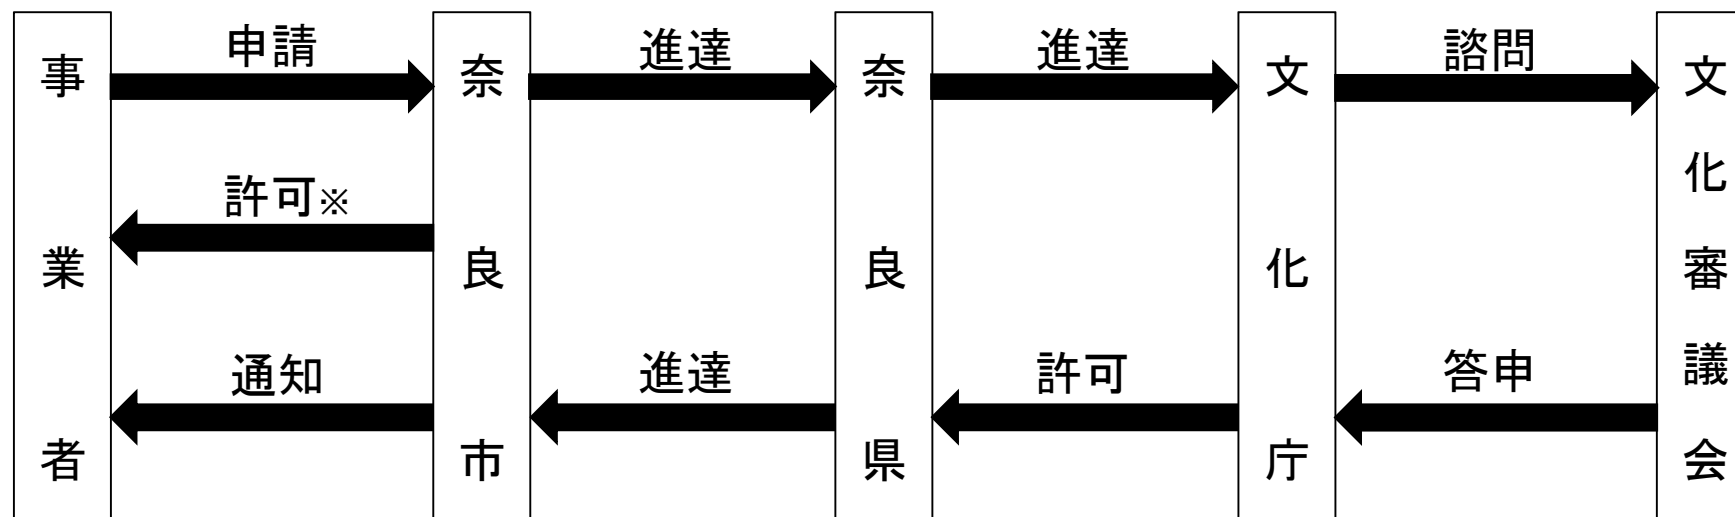 事業者
申請
許可※
通知
奈良市
進達
進達
奈良県
進達
許可
文化庁
諮問
答申
文化審議会